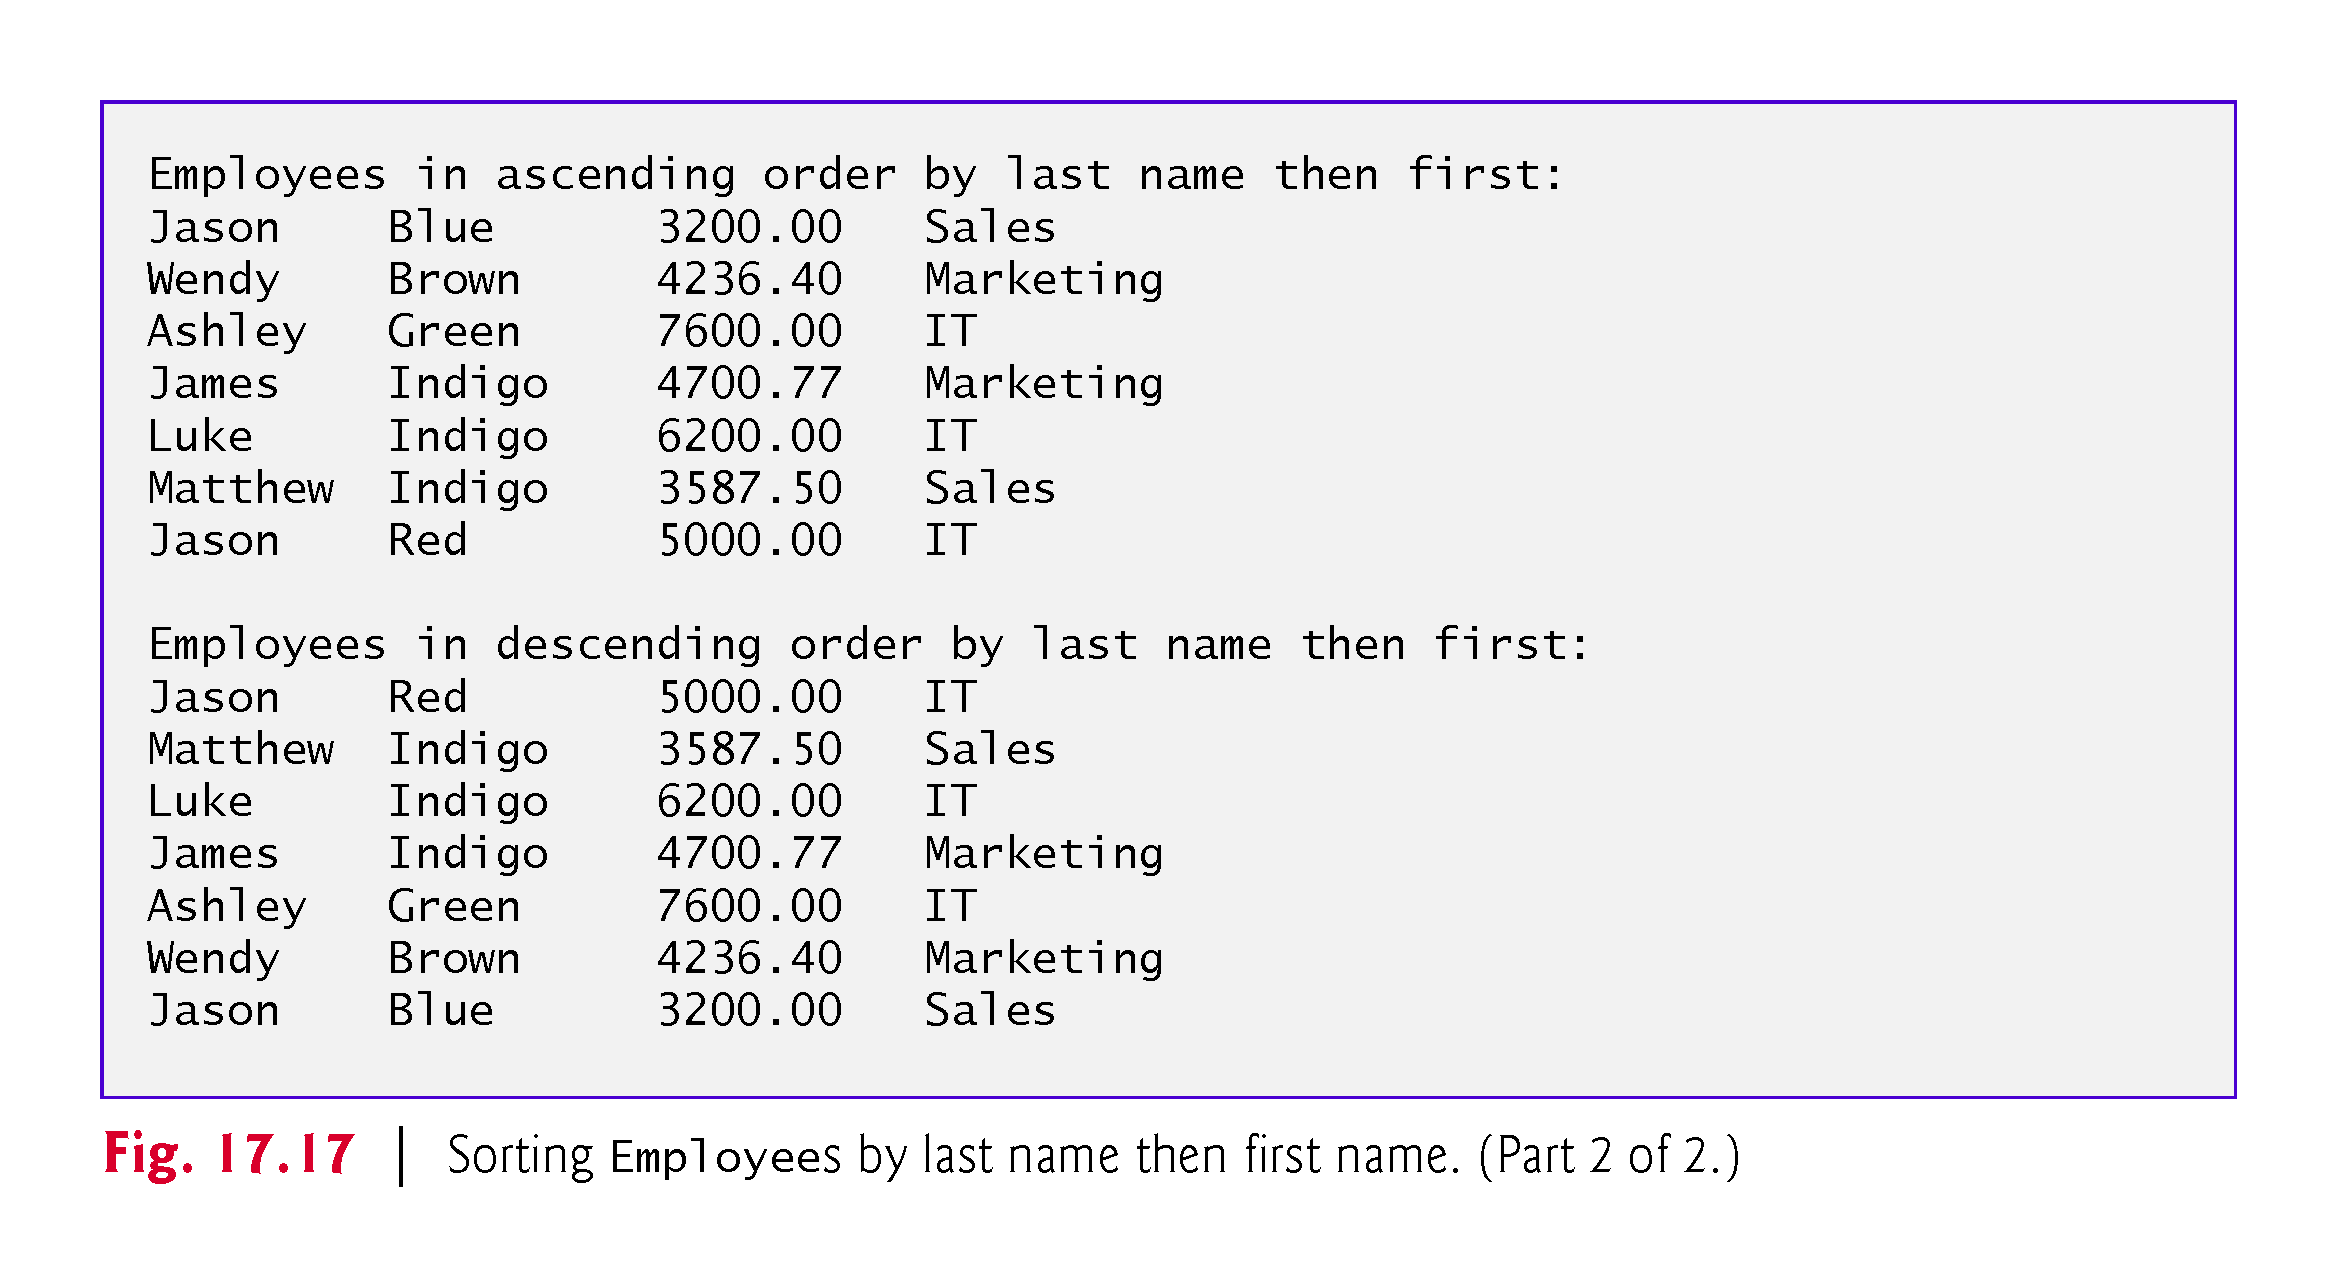 Employees in ascending order by last name then first:
Jason    Blue      3200.00   Sales
Wendy    Brown     4236.40   Marketing
Ashley   Green     7600.00   IT
James    Indigo    4700.77   Marketing
Luke     Indigo    6200.00   IT
Matthew  Indigo    3587.50   Sales
Jason    Red       5000.00   IT
Employees in descending order by last name then first:
Jason    Red       5000.00   IT
Matthew  Indigo    3587.50   Sales
Luke     Indigo    6200.00   IT
James    Indigo    4700.77   Marketing
Ashley   Green     7600.00   IT
Wendy    Brown     4236.40   Marketing
Jason    Blue      3200.00   Sales
Fig. 17.17 | Sorting Employees by last name then first name. (Part 2 of 2.)